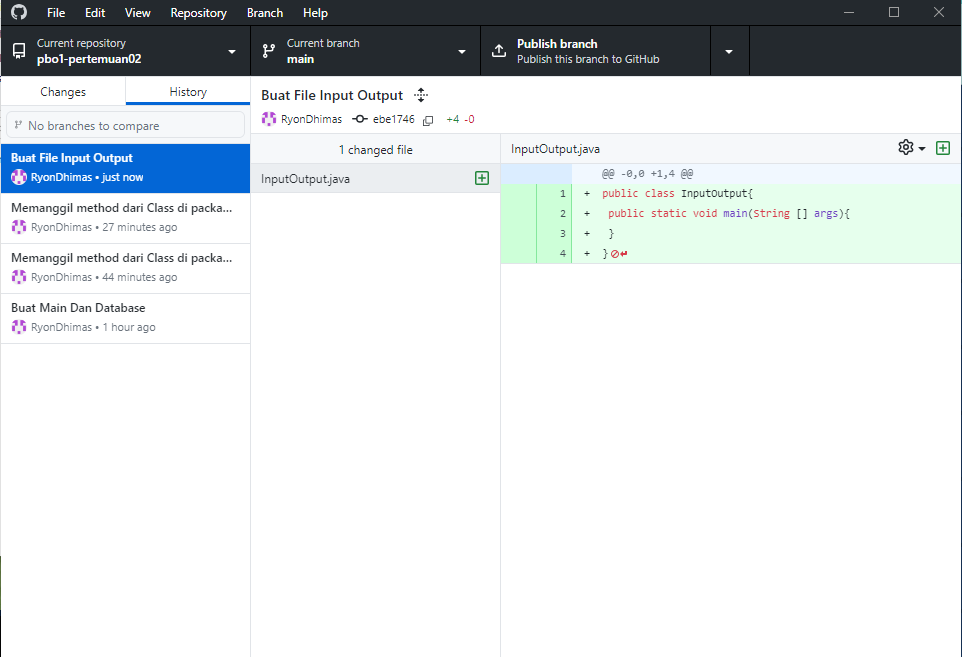 File Edit View Repository Branch Help
Current repository
pbo1-pertemuan02
Current branch
main
Publish branch
Publish this branch to GitHub
Changes
History
No branches to compare
Buat File Input Output
RyonDhimas • just now
Memanggil method dari Class di packa...
RyonDhimas • 27 minutes ago
Memanggil method dari Class di packa...
RyonDhimas • 44 minutes ago
Buat Main Dan Database
RyonDhimas • 1 hour ago
Buat File Input Output
RyonDhimas ebe1746 +4 -0
1 changed file
InputOutput.java
InputOutput.java
@@ -0,0 +1,4 @@
1 + public class InputOutput{
2 + public static void main(String [] args){
3 + }
4 + }